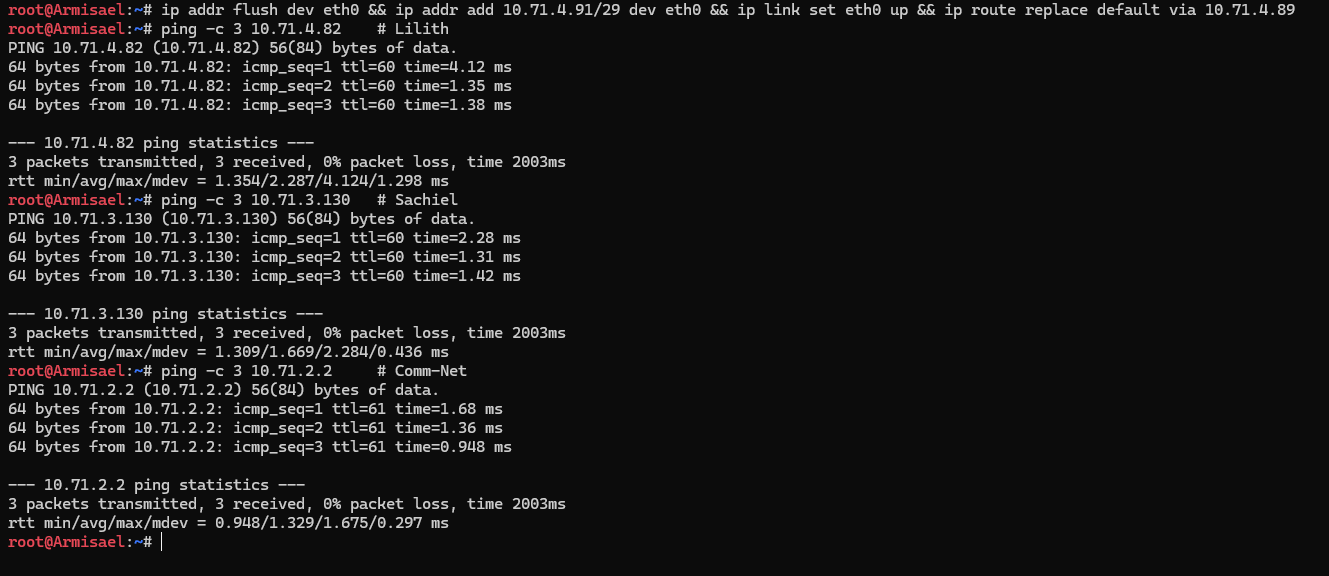 root@Armisael:~# ip addr flush dev eth0 && ip addr add 10.71.4.91/29 dev eth0 && ip link set eth0 up && ip route replace default via 10.71.4.89
root@Armisael:~# ping -c 3 10.71.4.82    # Lilith
PING 10.71.4.82 (10.71.4.82) 56(84) bytes of data.
64 bytes from 10.71.4.82: icmp_seq=1 ttl=60 time=4.12 ms
64 bytes from 10.71.4.82: icmp_seq=2 ttl=60 time=1.35 ms
64 bytes from 10.71.4.82: icmp_seq=3 ttl=60 time=1.38 ms

--- 10.71.4.82 ping statistics ---
3 packets transmitted, 3 received, 0% packet loss, time 2003ms
rtt min/avg/max/mdev = 1.354/2.287/4.124/1.298 ms
root@Armisael:~# ping -c 3 10.71.3.130   # Sachiel
PING 10.71.3.130 (10.71.3.130) 56(84) bytes of data.
64 bytes from 10.71.3.130: icmp_seq=1 ttl=60 time=2.28 ms
64 bytes from 10.71.3.130: icmp_seq=2 ttl=60 time=1.31 ms
64 bytes from 10.71.3.130: icmp_seq=3 ttl=60 time=1.42 ms

--- 10.71.3.130 ping statistics ---
3 packets transmitted, 3 received, 0% packet loss, time 2003ms
rtt min/avg/max/mdev = 1.309/1.669/2.284/0.436 ms
root@Armisael:~# ping -c 3 10.71.2.2     # Comm-Net
PING 10.71.2.2 (10.71.2.2) 56(84) bytes of data.
64 bytes from 10.71.2.2: icmp_seq=1 ttl=61 time=1.68 ms
64 bytes from 10.71.2.2: icmp_seq=2 ttl=61 time=1.36 ms
64 bytes from 10.71.2.2: icmp_seq=3 ttl=61 time=0.948 ms

--- 10.71.2.2 ping statistics ---
3 packets transmitted, 3 received, 0% packet loss, time 2003ms
rtt min/avg/max/mdev = 0.948/1.329/1.675/0.297 ms
root@Armisael:~#